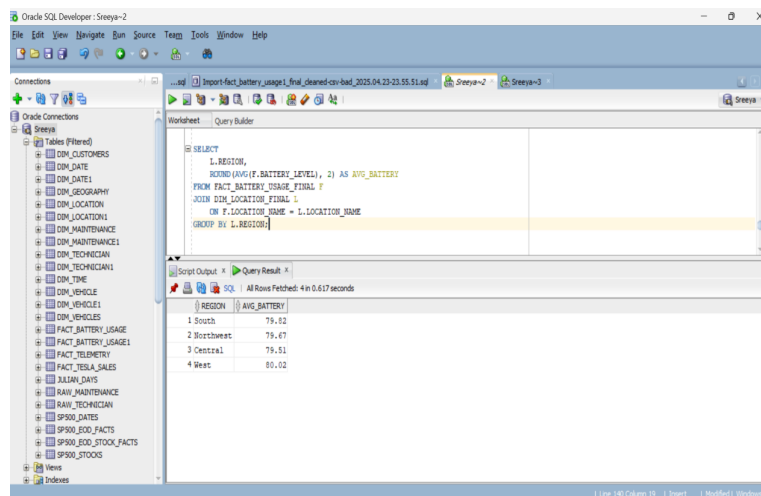 Oracle SQL Developer : Sreeya~2
File Edit View Navigate Run Source Team Tools Window Help
Connections
...sql Import-fact_battery_usage1_final_cleaned-csv-bad_2025.04.23-23.55.51.sql Sreeya~2 Sreeya~3
Sreeya
Oracle Connections
Sreeya
Tables (Filtered)
DIM_CUSTOMERS
DIM_DATE
DIM_DATE1
DIM_GEOGRAPHY
DIM_LOCATION
DIM_LOCATION1
DIM_MAINTENANCE
DIM_MAINTENANCE1
DIM_TECHNICIAN
DIM_TECHNICIAN1
DIM_TIME
DIM_VEHICLE
DIM_VEHICLE1
DIM_VEHICLES
FACT_BATTERY_USAGE
FACT_BATTERY_USAGE1
FACT_TELEMETRY
FACT_TESLA_SALES
JULIAN_DAYS
RAW_MAINTENANCE
RAW_TECHNICIAN
SP500_DATES
SP500_EOD_FACTS
SP500_EOD_STOCK_FACTS
SP500_STOCKS
Views
Indexes
Worksheet Query Builder
SELECT
L.REGION,
ROUND(AVG(F.BATTERY_LEVEL), 2) AS AVG_BATTERY
FROM FACT_BATTERY_USAGE_FINAL F
JOIN DIM_LOCATION_FINAL L
ON F.LOCATION_NAME = L.LOCATION_NAME
GROUP BY L.REGION;
Script Output Query Result
SQL | All Rows Fetched: 4 in 0.617 seconds
REGION AVG_BATTERY
1 South 79.82
2 Northwest 79.67
3 Central 79.51
4 West 80.02
Line 140 Column 19 | Insert | Modified | Windows